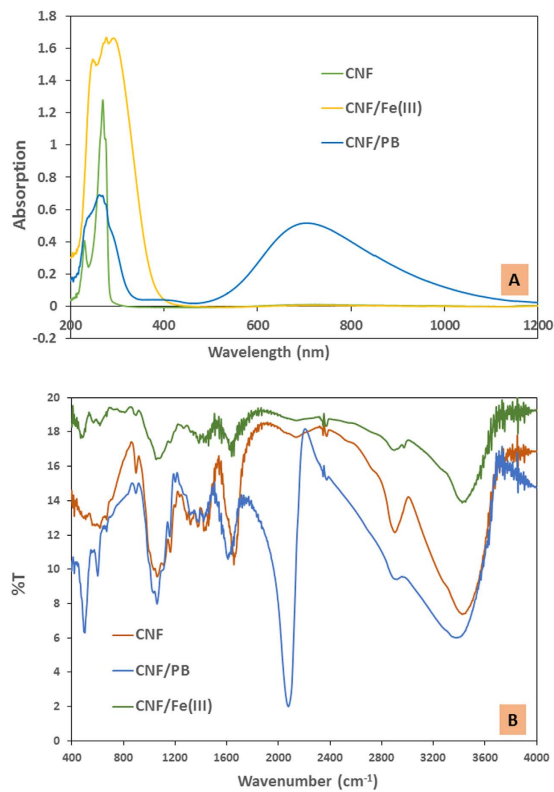 1.8
1.6
1.4
1.2
1
0.8
0.6
0.4
0.2
0
-0.2
Absorption
CNF
CNF/Fe(III)
CNF/PB
A
200 400 600 800 1000 1200
Wavelength (nm)
20
18
16
14
12
10
8
6
4
2
0
%T
CNF
CNF/PB
CNF/Fe(III)
B
400 800 1200 1600 2000 2400 2800 3200 3600 4000
Wavenumber (cm⁻¹)